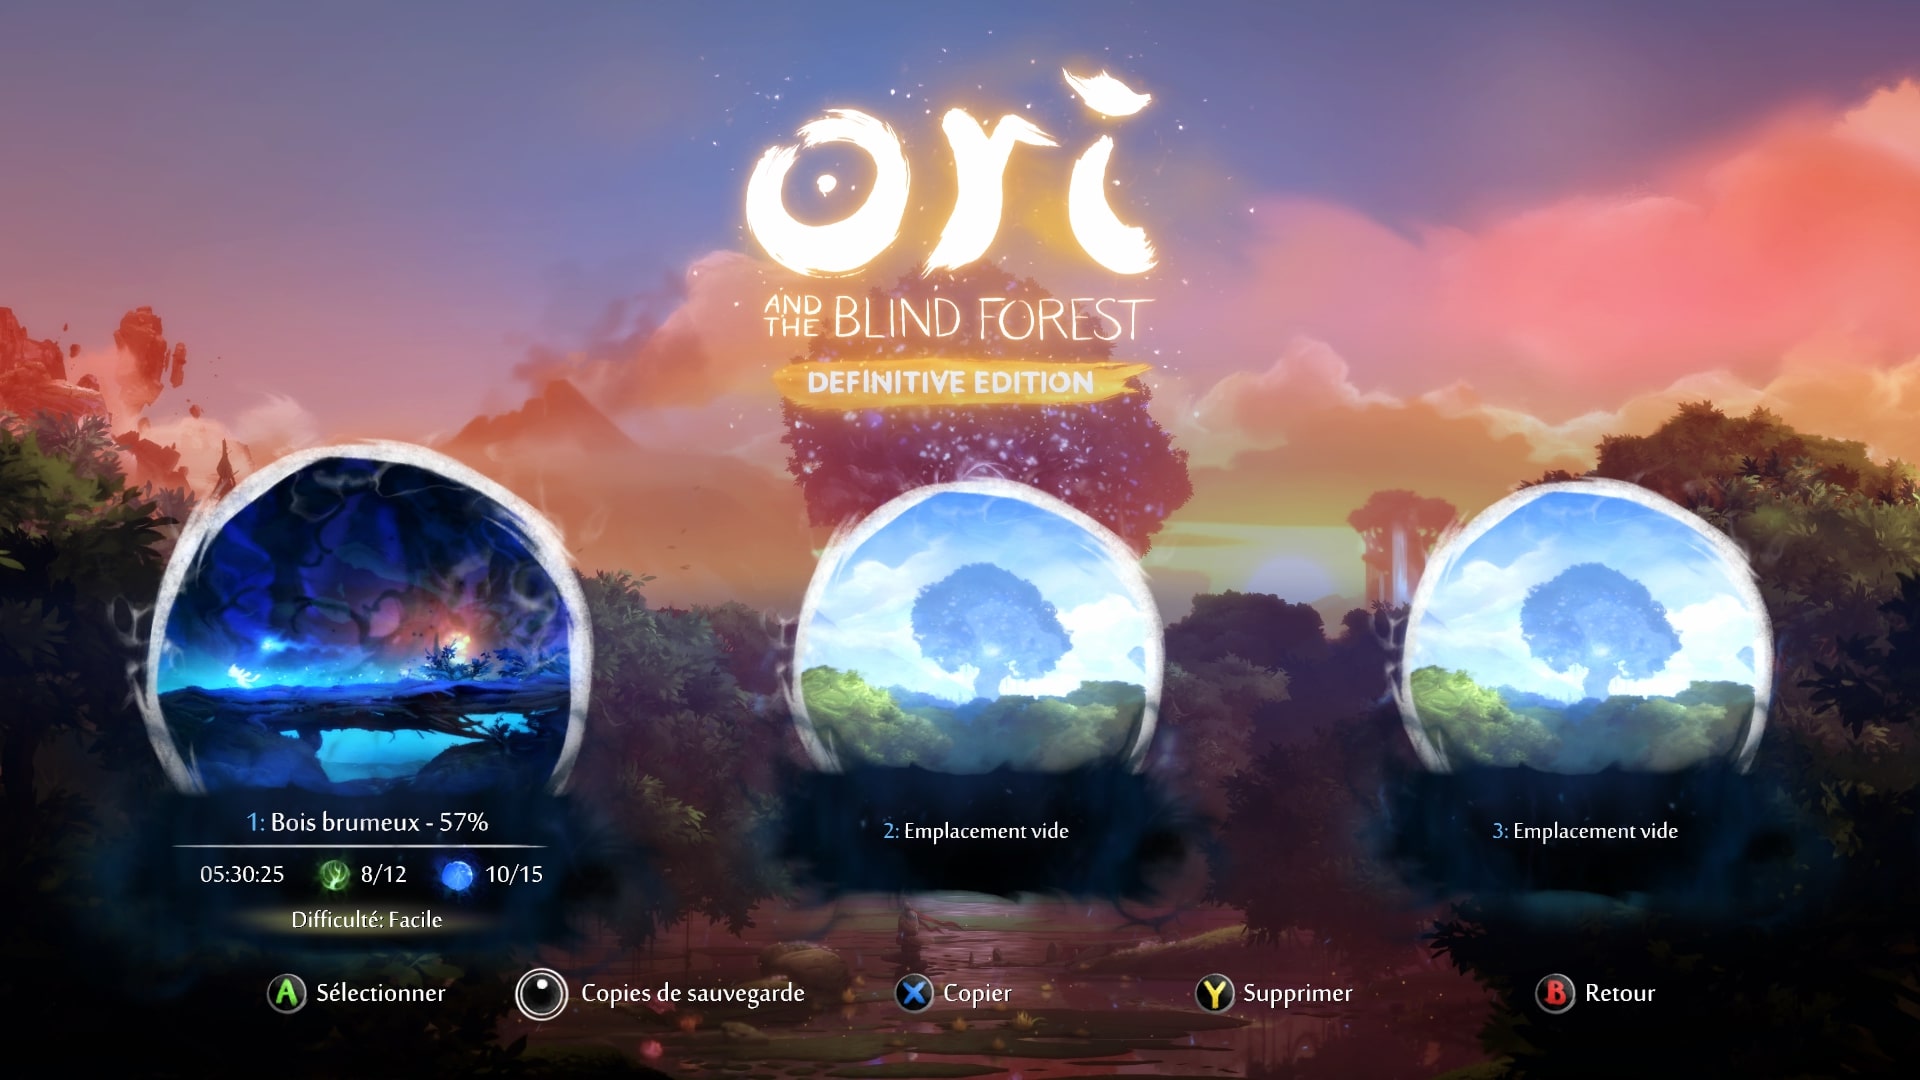 ori
AND THE BLIND FOREST
DEFINITIVE EDITION
1: Bois brumeux - 57%
05:30:25 8/12 10/15
Difficulté: Facile
2: Emplacement vide
3: Emplacement vide
A Sélectionner Copies de sauvegarde X Copier Y Supprimer B Retour